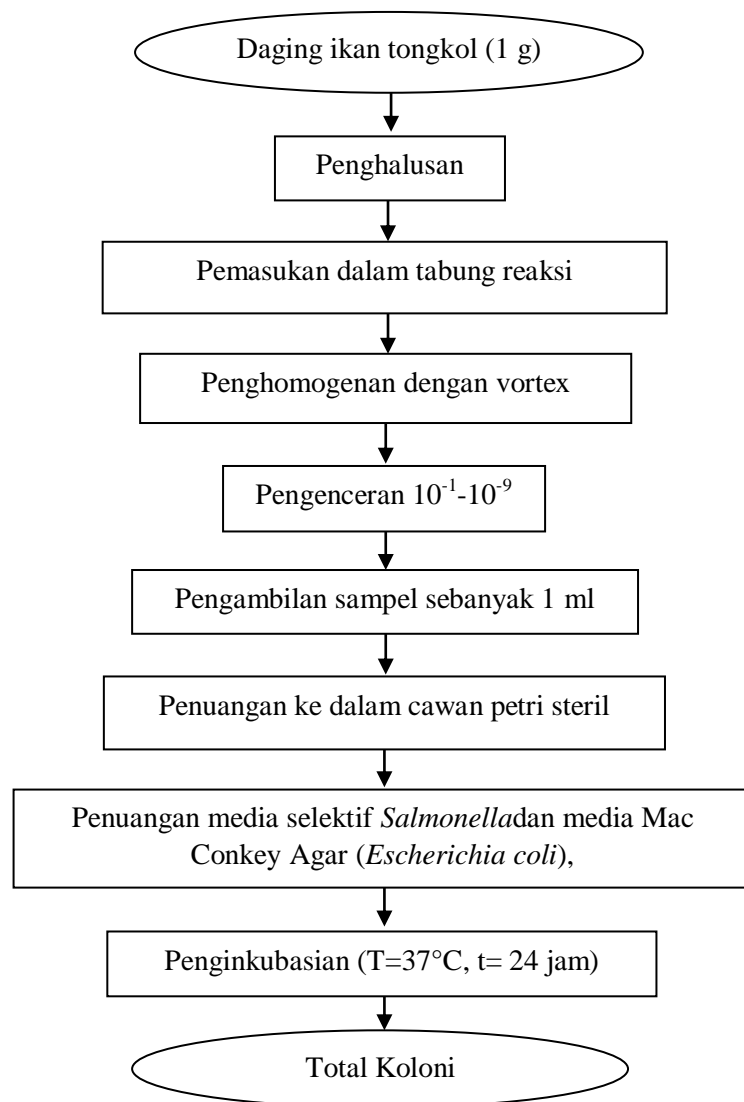 Daging ikan tongkol (1 g)
Penghalusan
Pemasukan dalam tabung reaksi
Penghomogenan dengan vortex
Pengenceran 10⁻¹-10⁻⁹
Pengambilan sampel sebanyak 1 ml
Penuangan ke dalam cawan petri steril
Penuangan media selektif Salmonelladan media Mac
Conkey Agar (Escherichia coli),
Penginkubasian (T=37°C, t= 24 jam)
Total Koloni